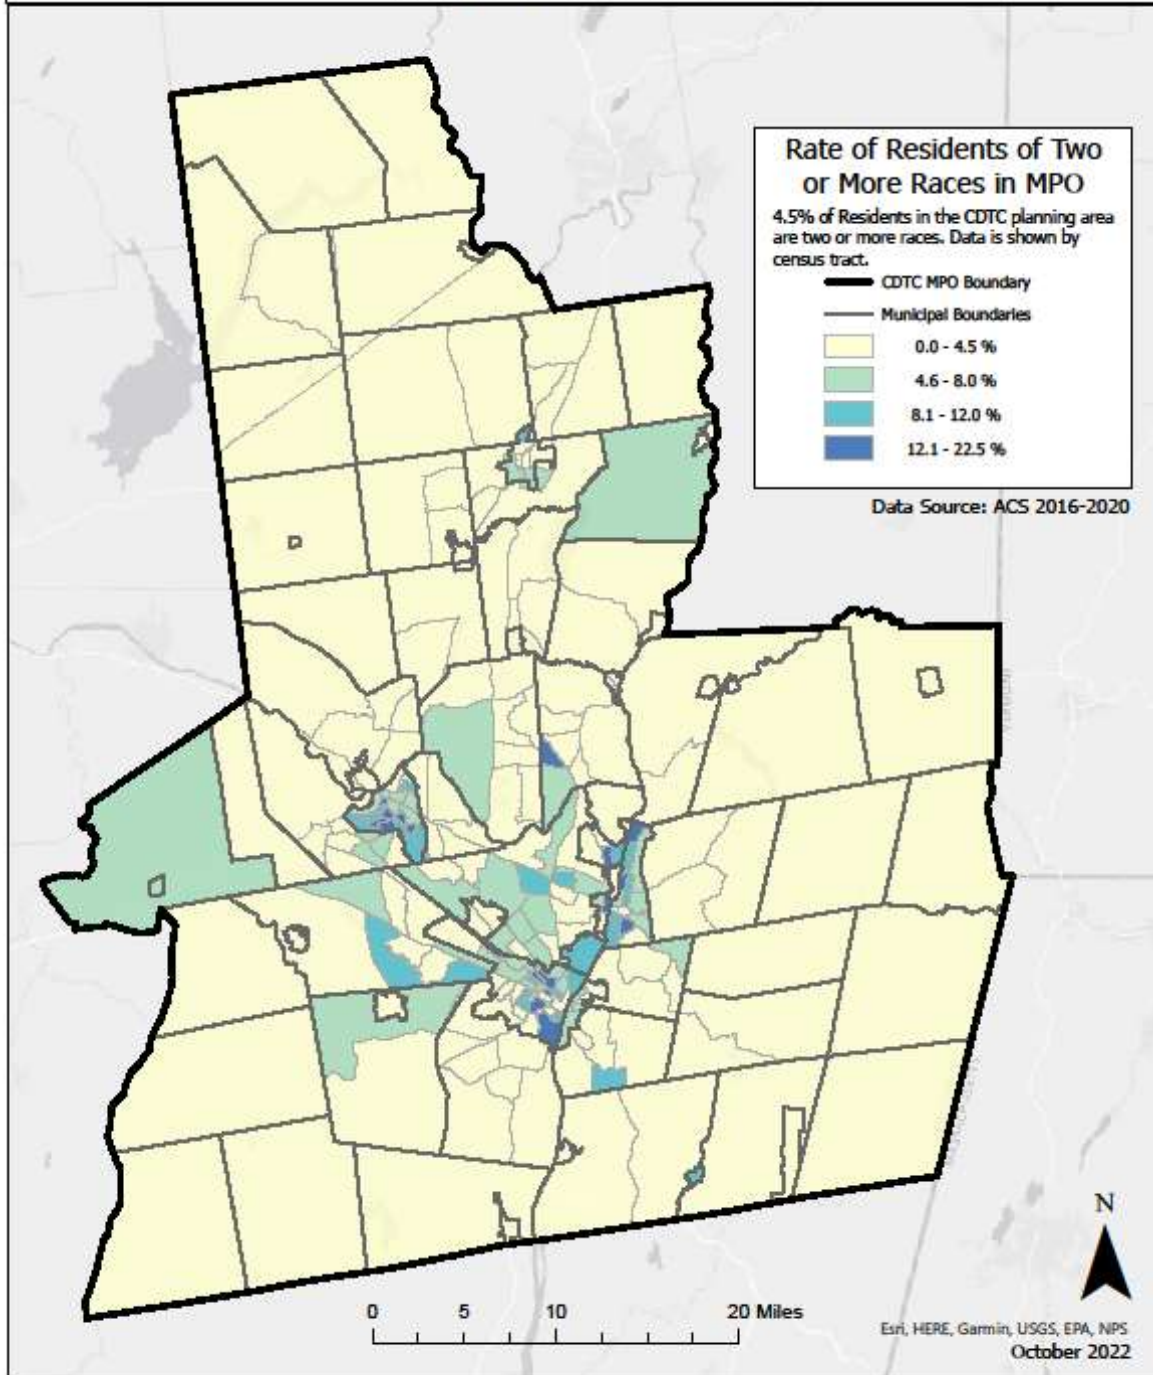 Rate of Residents of Two
or More Races in MPO
4.5% of Residents in the CDTC planning area
are two or more races. Data is shown by
census tract.
CDTC MPO Boundary
Municipal Boundaries
0.0 - 4.5 %
4.6 - 8.0 %
8.1 - 12.0 %
12.1 - 22.5 %
Data Source: ACS 2016-2020
N
0 5 10 20 Miles
Esri, HERE, Garmin, USGS, EPA, NPS
October 2022